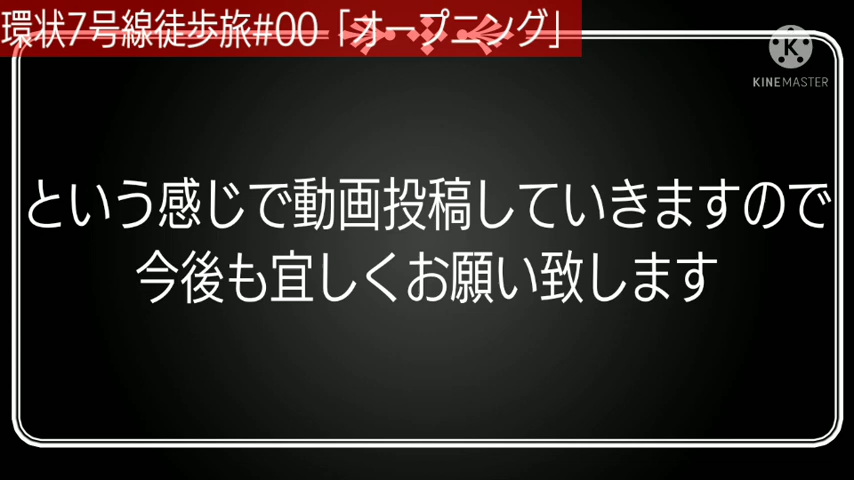 環状7号線徒歩旅#00「オープニング」
KINEMASTER
という感じで動画投稿していきますので
今後も宜しくお願い致します